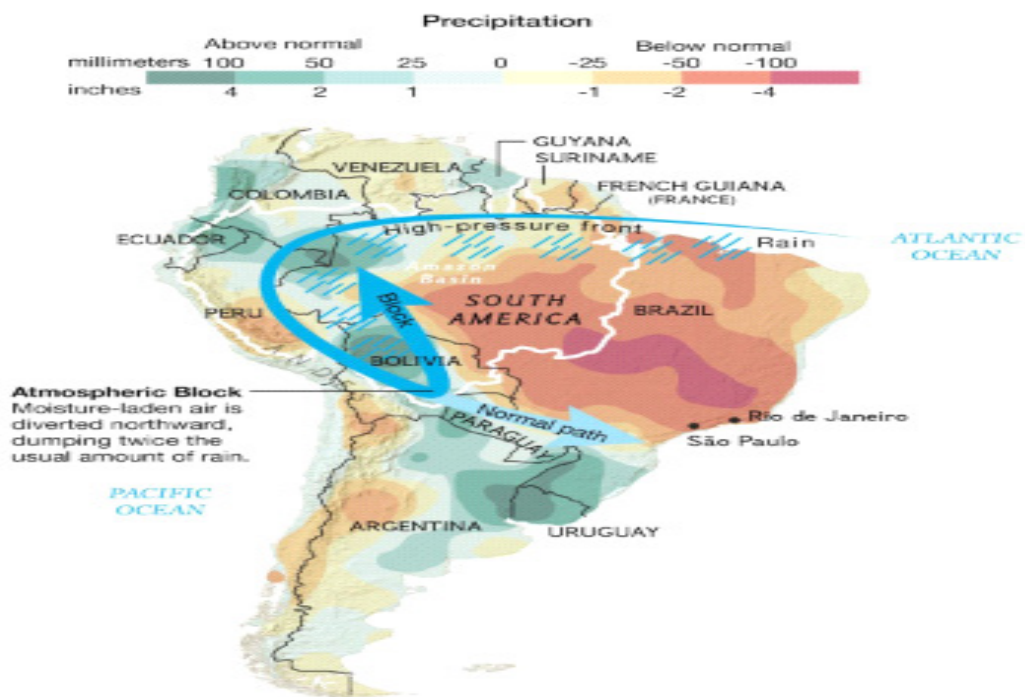 Precipitation
Above normal
Below normal
millimeters 100 50 25 0 -25 -50 -100
inches 4 2 1 -1 -2 -4
GUYANA
SURINAME
VENEZUELA
FRENCH GUIANA
(FRANCE)
COLOMBIA
High-pressure front
Rain
ECUADOR
ATLANTIC
OCEAN
Amazon
Basin
Block
SOUTH
AMERICA
BRAZIL
PERU
BOLIVIA
Atmospheric Block
Moisture-laden air is
diverted northward,
dumping twice the
usual amount of rain.
Normal path
PARAGUAY
Rio de Janeiro
São Paulo
PACIFIC
OCEAN
ARGENTINA
URUGUAY